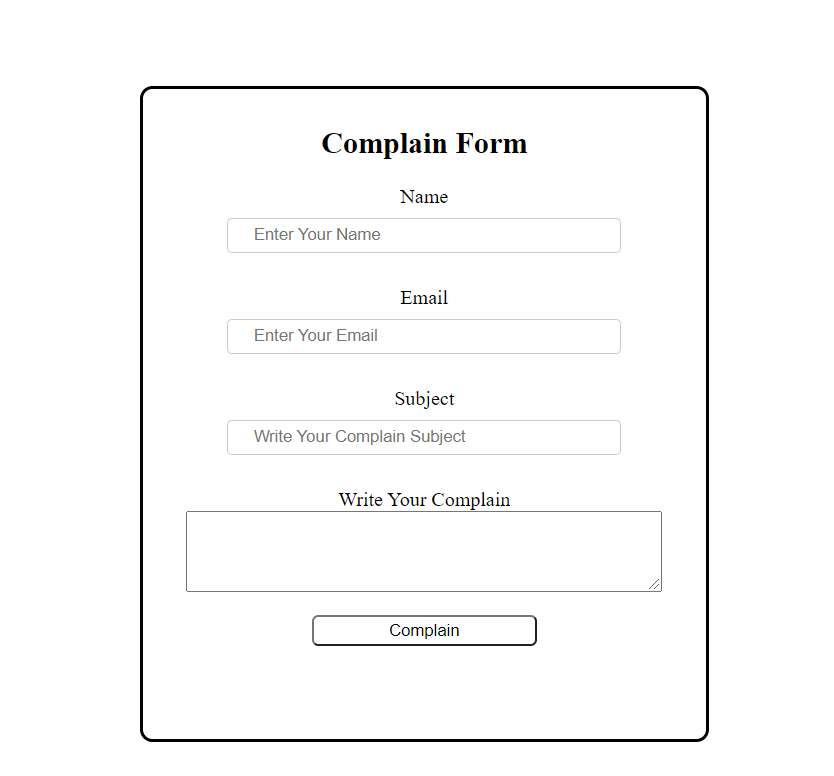 Complain Form
Name
Enter Your Name
Email
Enter Your Email
Subject
Write Your Complain Subject
Write Your Complain
Complain